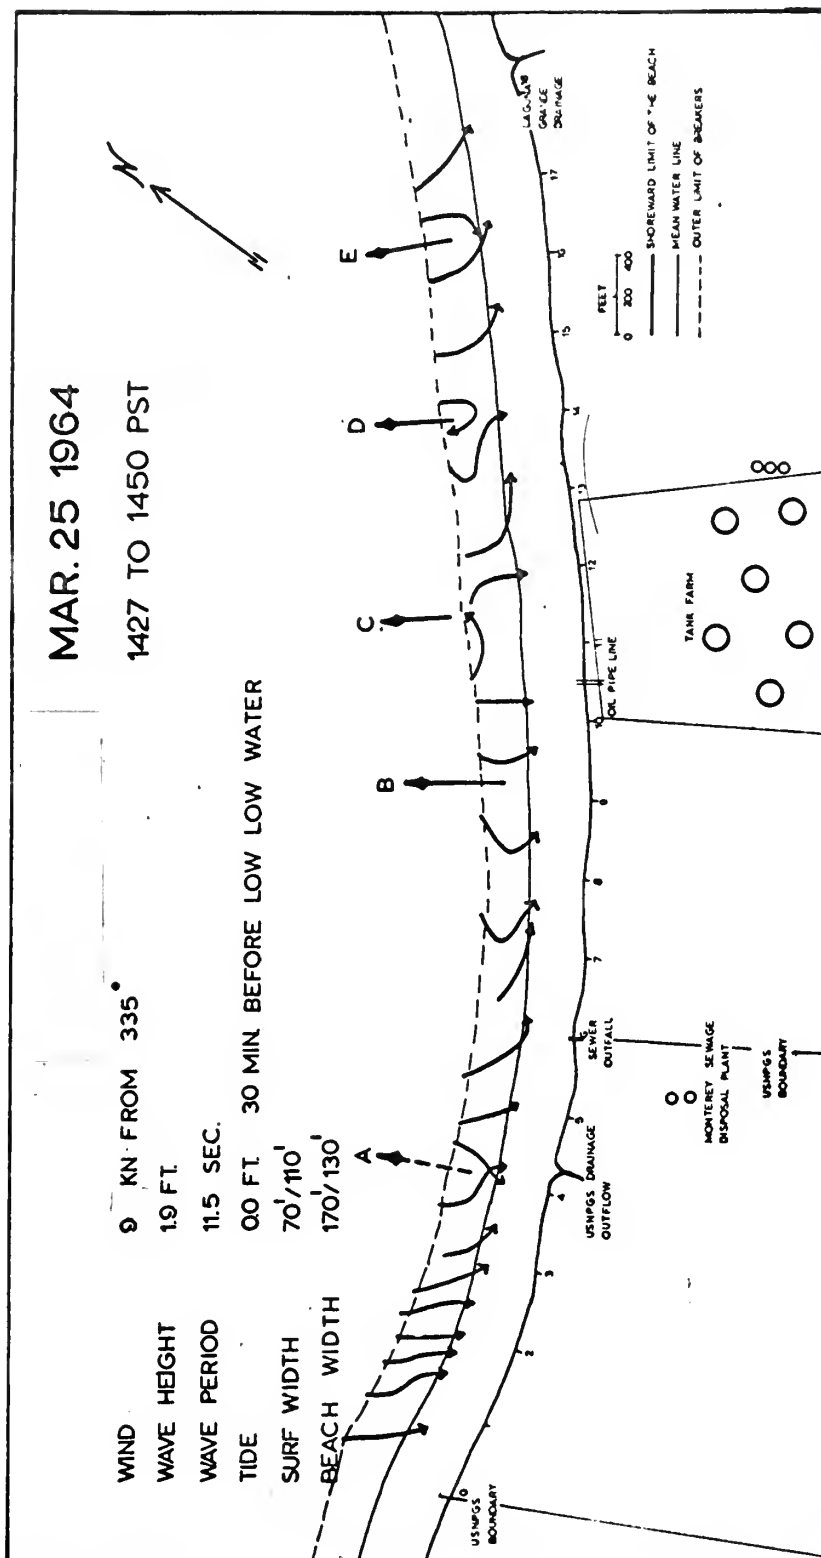 MAR. 25 1964
1427 TO 1450 PST
WIND 9 KN FROM 335°
WAVE HEIGHT 1.9 FT.
WAVE PERIOD 11.5 SEC.
TIDE 0.0 FT. 30 MIN. BEFORE LOW LOW WATER
SURF WIDTH 70'/110'
BEACH WIDTH 170'/130'
N
M
A
B
C
D
E
USNPGS
BOUNDARY
0
2
3
4
5
6
7
8
9
10
11
12
13
14
15
16
17
18
USNPGS DRAINAGE
OUTFLOW
SEWER
OUTFALL
OIL PIPE LINE
LAGUNA
GRANDE
DRAINAGE
MONTEREY SEWAGE
DISPOSAL PLANT
USNPGS
BOUNDARY
TANK FARM
FEET
0 200 400
SHOREWARD LIMIT OF THE BEACH
MEAN WATER LINE
OUTER LIMIT OF BREAKERS